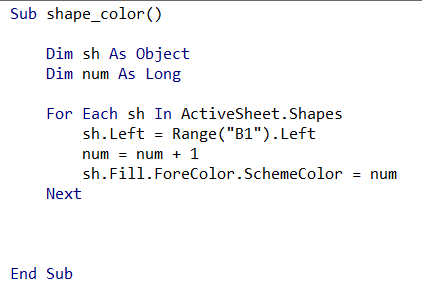 Sub shape_color()
Dim sh As Object
Dim num As Long
For Each sh In ActiveSheet.Shapes
sh.Left = Range("B1").Left
num = num + 1
sh.Fill.ForeColor.SchemeColor = num
Next
End Sub